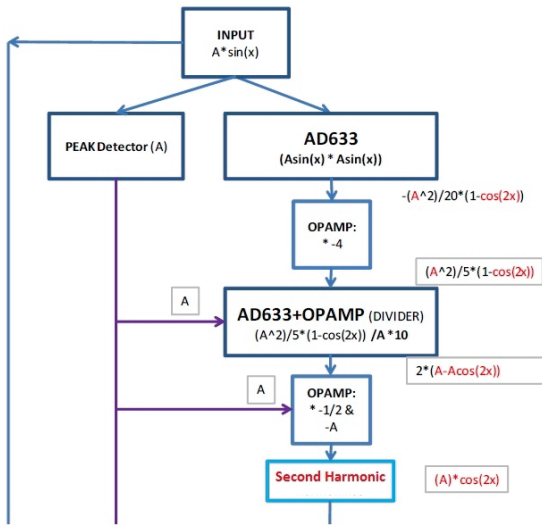 INPUT
A*sin(x)
PEAK Detector (A)
AD633
(Asin(x) * Asin(x))
-(A^2)/20*(1-cos(2x))
OPAMP:
* -4
(A^2)/5*(1-cos(2x))
A
AD633+OPAMP (DIVIDER)
(A^2)/5*(1-cos(2x)) /A *10
2*(A-Acos(2x))
A
OPAMP:
* -1/2 &
-A
Second Harmonic
(A)*cos(2x)